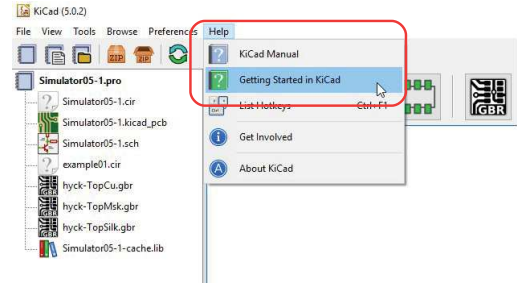 KiCad (5.0.2)
File View Tools Browse Preferences Help
ZIP ZIP
KiCad Manual
Getting Started in KiCad
List Hotkeys Ctrl+F1
Get Involved
About KiCad
GBR
Simulator05-1.pro
Simulator05-1.cir
Simulator05-1.kicad_pcb
Simulator05-1.sch
example01.cir
hyck-TopCu.gbr
hyck-TopMsk.gbr
hyck-TopSilk.gbr
Simulator05-1-cache.lib